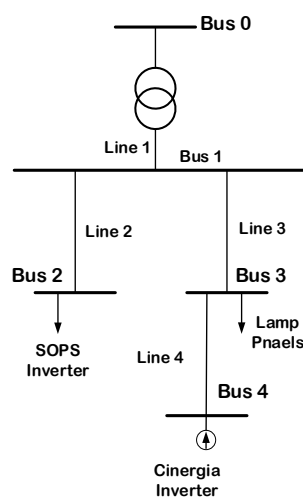 Bus 0
Line 1
Bus 1
Line 2
Line 3
Bus 2
Bus 3
SOPS
Inverter
Lamp
Pnaels
Line 4
Bus 4
Cinergia
Inverter